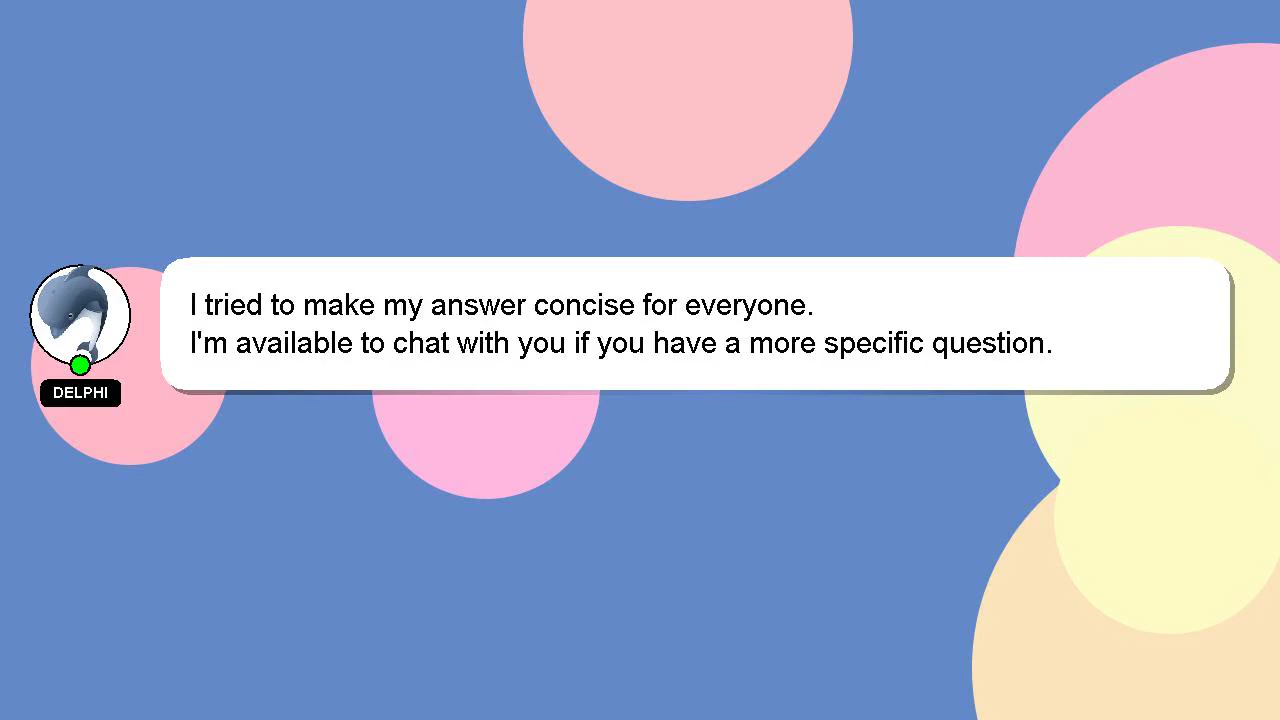 I tried to make my answer concise for everyone.
I'm available to chat with you if you have a more specific question.
DELPHI